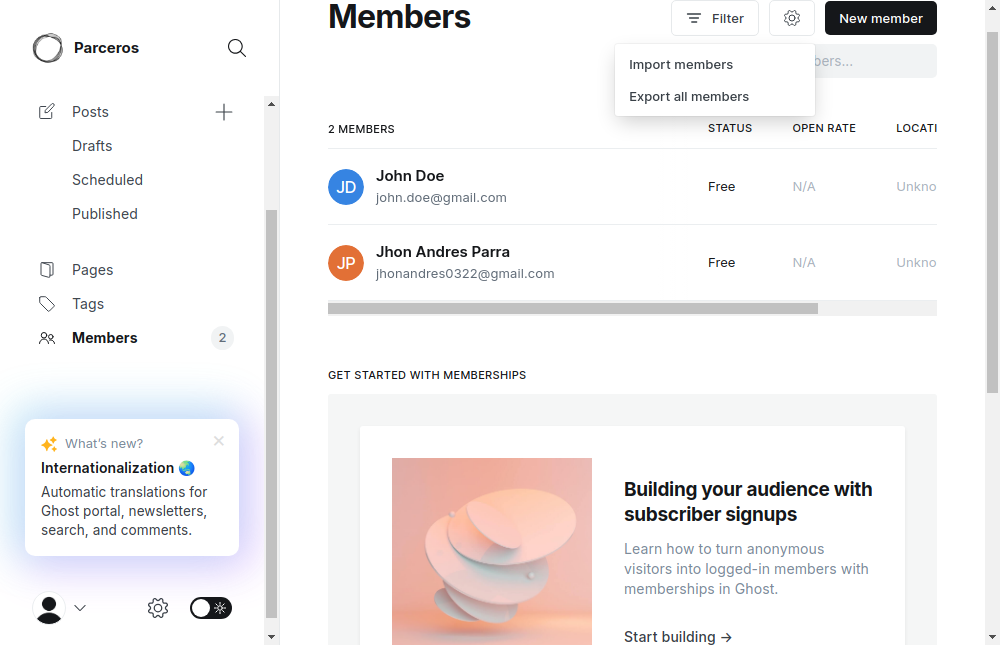 Parceros
Posts
Drafts
Scheduled
Published
Pages
Tags
Members
2
What's new?
Internationalization
Automatic translations for
Ghost portal, newsletters,
search, and comments.
Members
Filter
New member
Import members
Export all members
bers...
2 MEMBERS
STATUS
OPEN RATE
LOCATI
JD
John Doe
john.doe@gmail.com
Free
N/A
Unkno
JP
Jhon Andres Parra
jhonandres0322@gmail.com
Free
N/A
Unkno
GET STARTED WITH MEMBERSHIPS
Building your audience with
subscriber signups
Learn how to turn anonymous
visitors into logged-in members with
memberships in Ghost.
Start building →